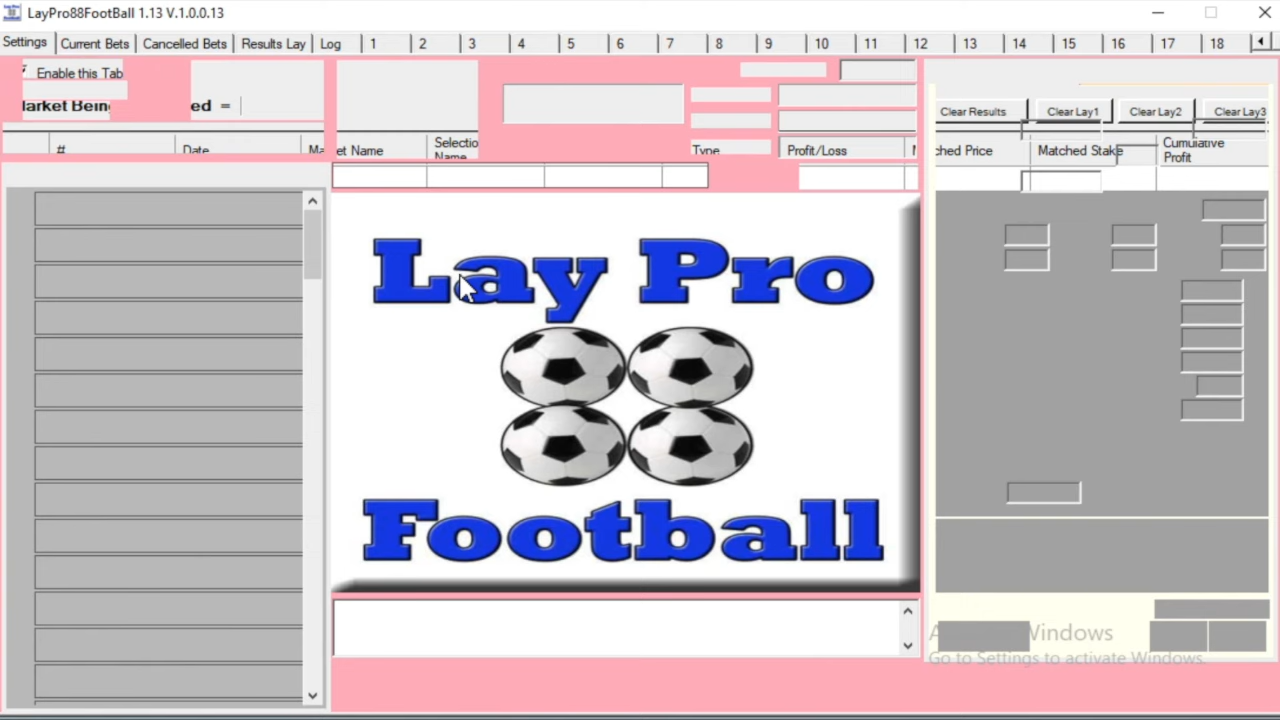 LayPro88FootBall 1.13 V.1.0.0.13
Settings Current Bets Cancelled Bets Results Lay Log 1 2 3 4 5 6 7 8 9 10 11 12 13 14 15 16 17 18
Enable this Tab
ed =
Clear Results Clear Lay1 Clear Lay2 Clear Lay3
# Date et Name Selection Name Type Profit/Loss ched Price Matched Stake Cumulative Profit
Lay Pro
Football
Windows
Go to Settings to activate Windows.